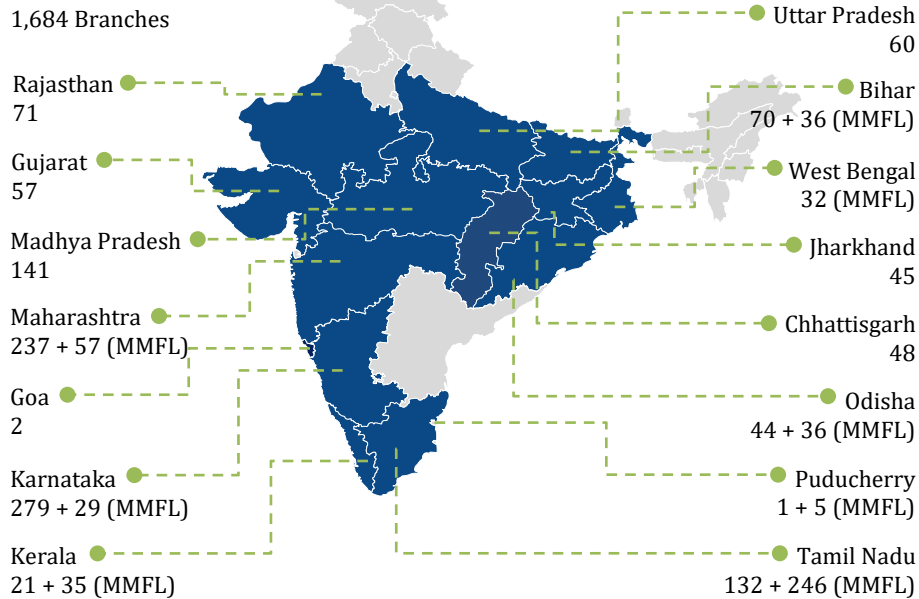 1,684 Branches
Rajasthan
71
Gujarat
57
Madhya Pradesh
141
Maharashtra
237 + 57 (MMFL)
Goa
2
Karnataka
279 + 29 (MMFL)
Kerala
21 + 35 (MMFL)
Uttar Pradesh
60
Bihar
70 + 36 (MMFL)
West Bengal
32 (MMFL)
Jharkhand
45
Chhattisgarh
48
Odisha
44 + 36 (MMFL)
Puducherry
1 + 5 (MMFL)
Tamil Nadu
132 + 246 (MMFL)